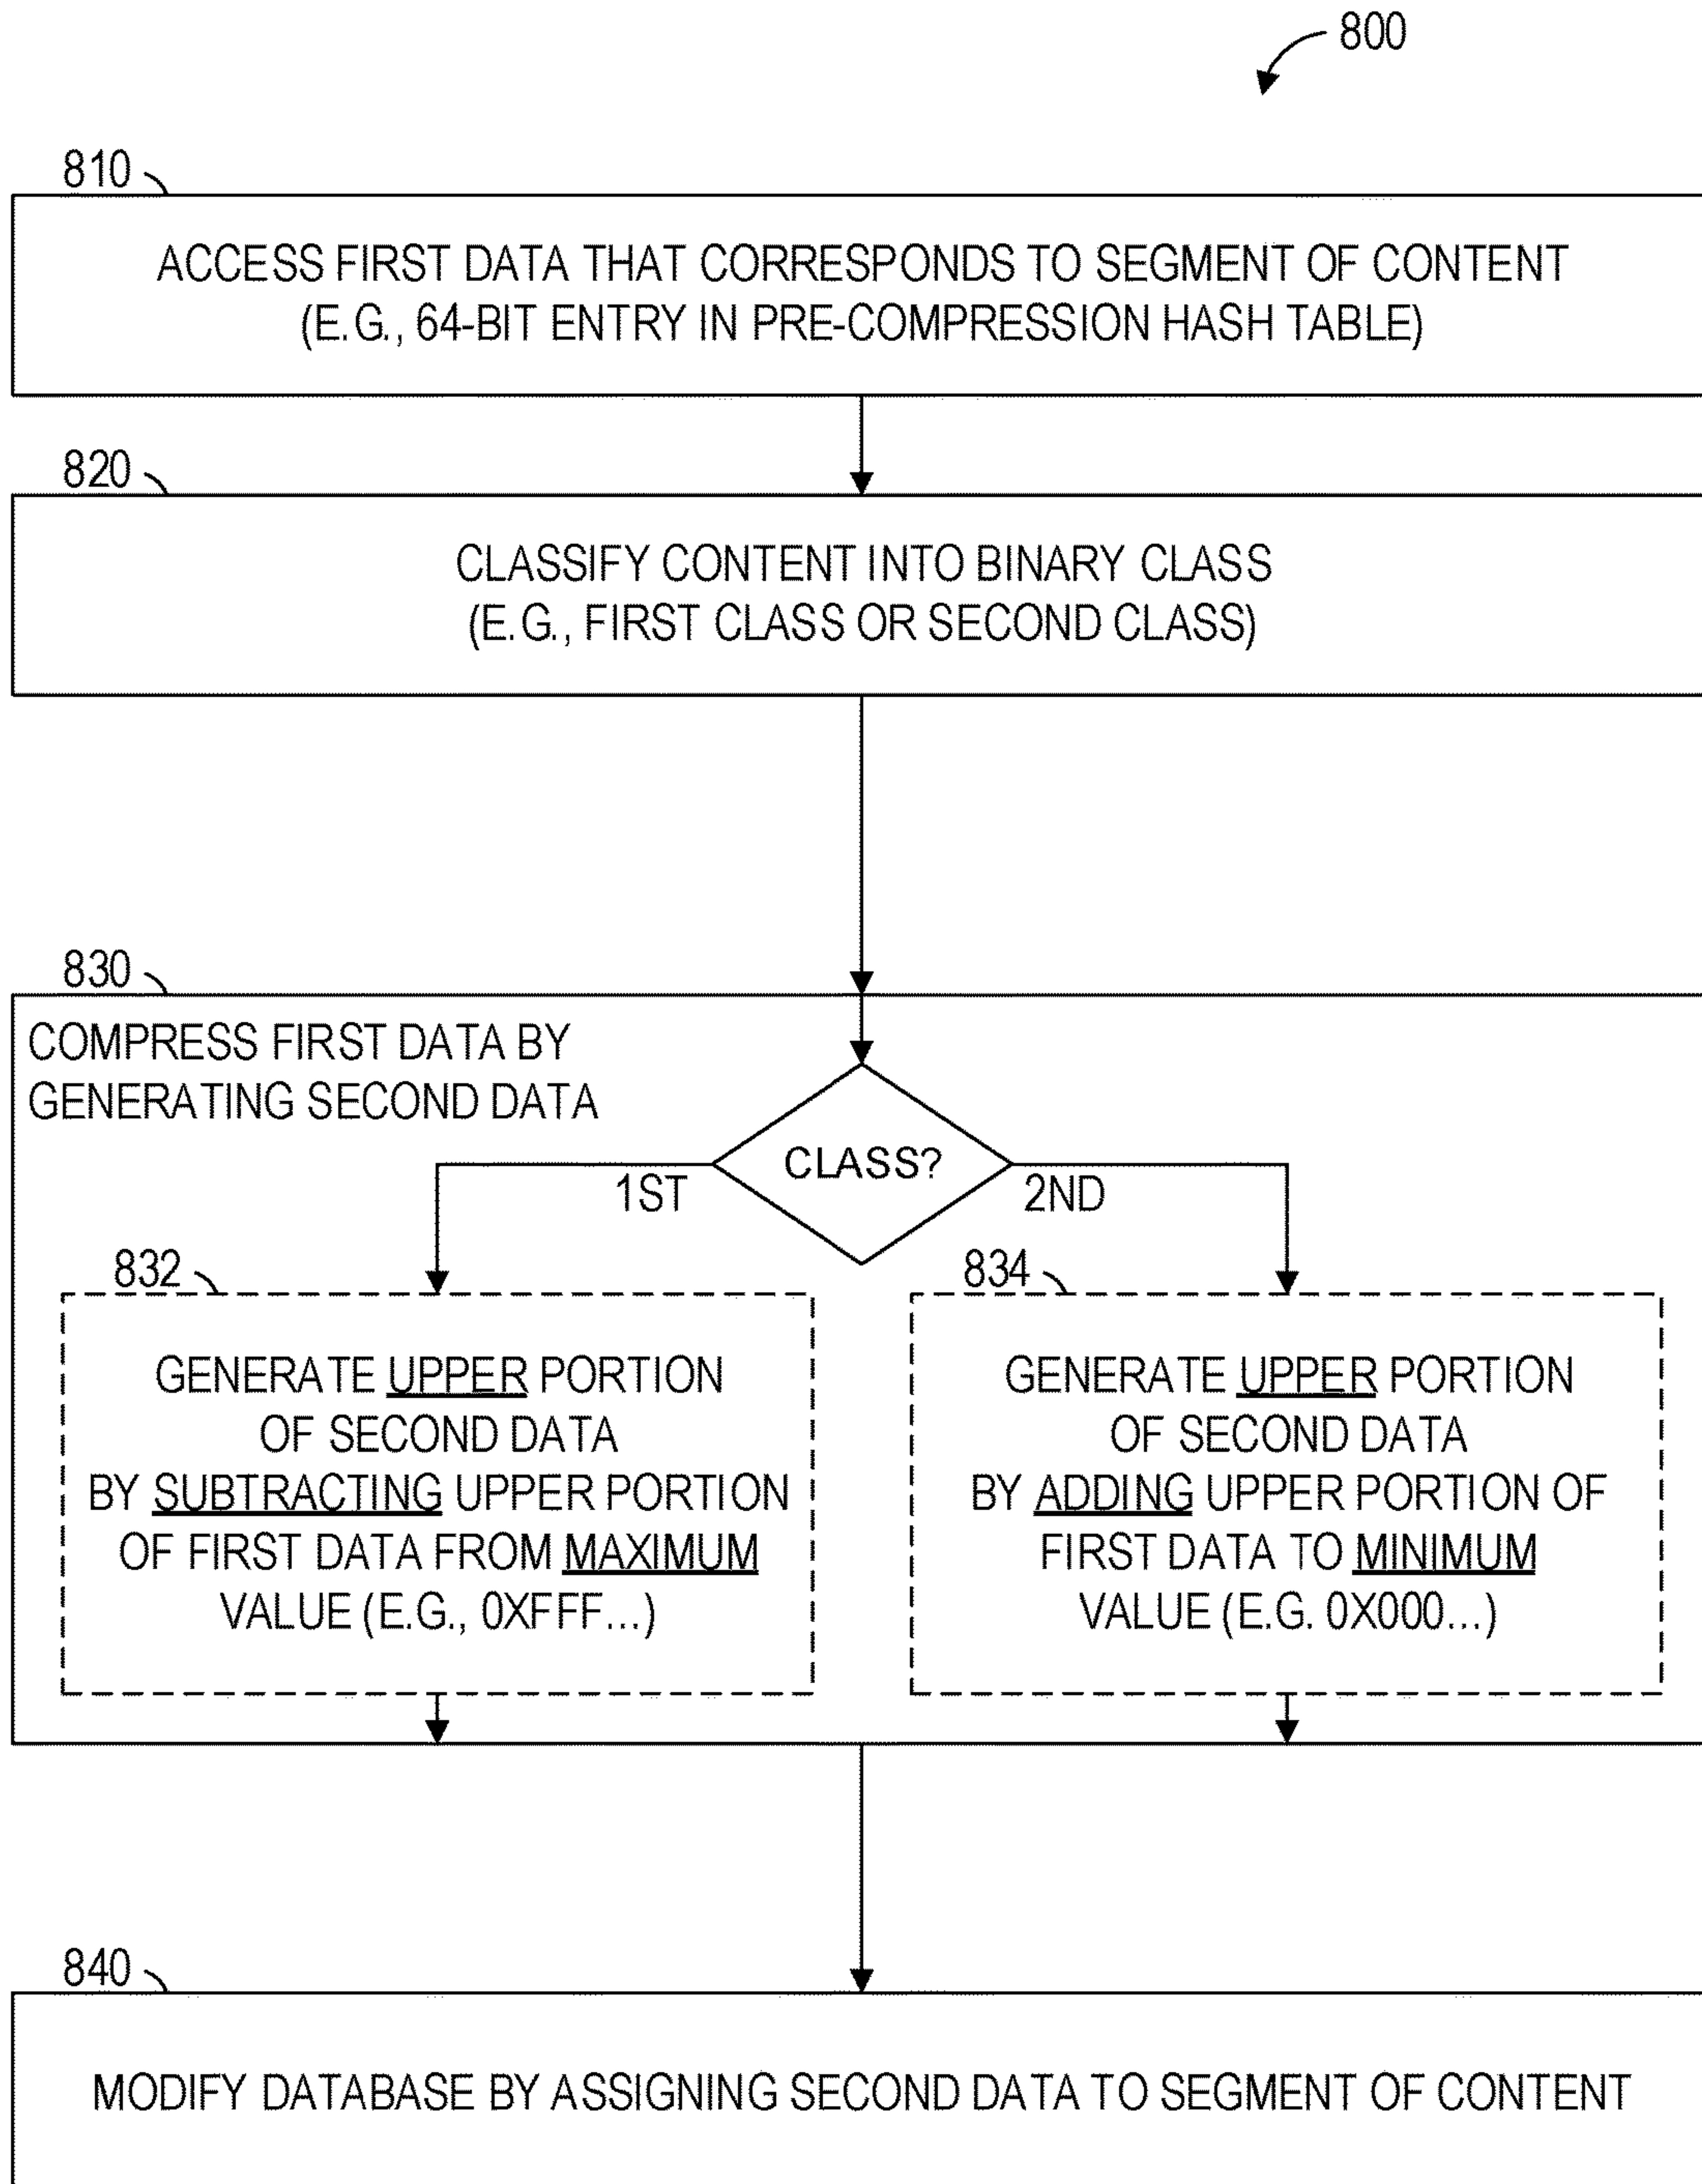 800
810
ACCESS FIRST DATA THAT CORRESPONDS TO SEGMENT OF CONTENT
(E.G., 64-BIT ENTRY IN PRE-COMPRESSION HASH TABLE)
820
CLASSIFY CONTENT INTO BINARY CLASS
(E.G., FIRST CLASS OR SECOND CLASS)
830
COMPRESS FIRST DATA BY
GENERATING SECOND DATA
CLASS?
1ST
2ND
832
GENERATE UPPER PORTION
OF SECOND DATA
BY SUBTRACTING UPPER PORTION
OF FIRST DATA FROM MAXIMUM
VALUE (E.G., 0XFFF...)
834
GENERATE UPPER PORTION
OF SECOND DATA
BY ADDING UPPER PORTION OF
FIRST DATA TO MINIMUM
VALUE (E.G. 0X000...)
840
MODIFY DATABASE BY ASSIGNING SECOND DATA TO SEGMENT OF CONTENT